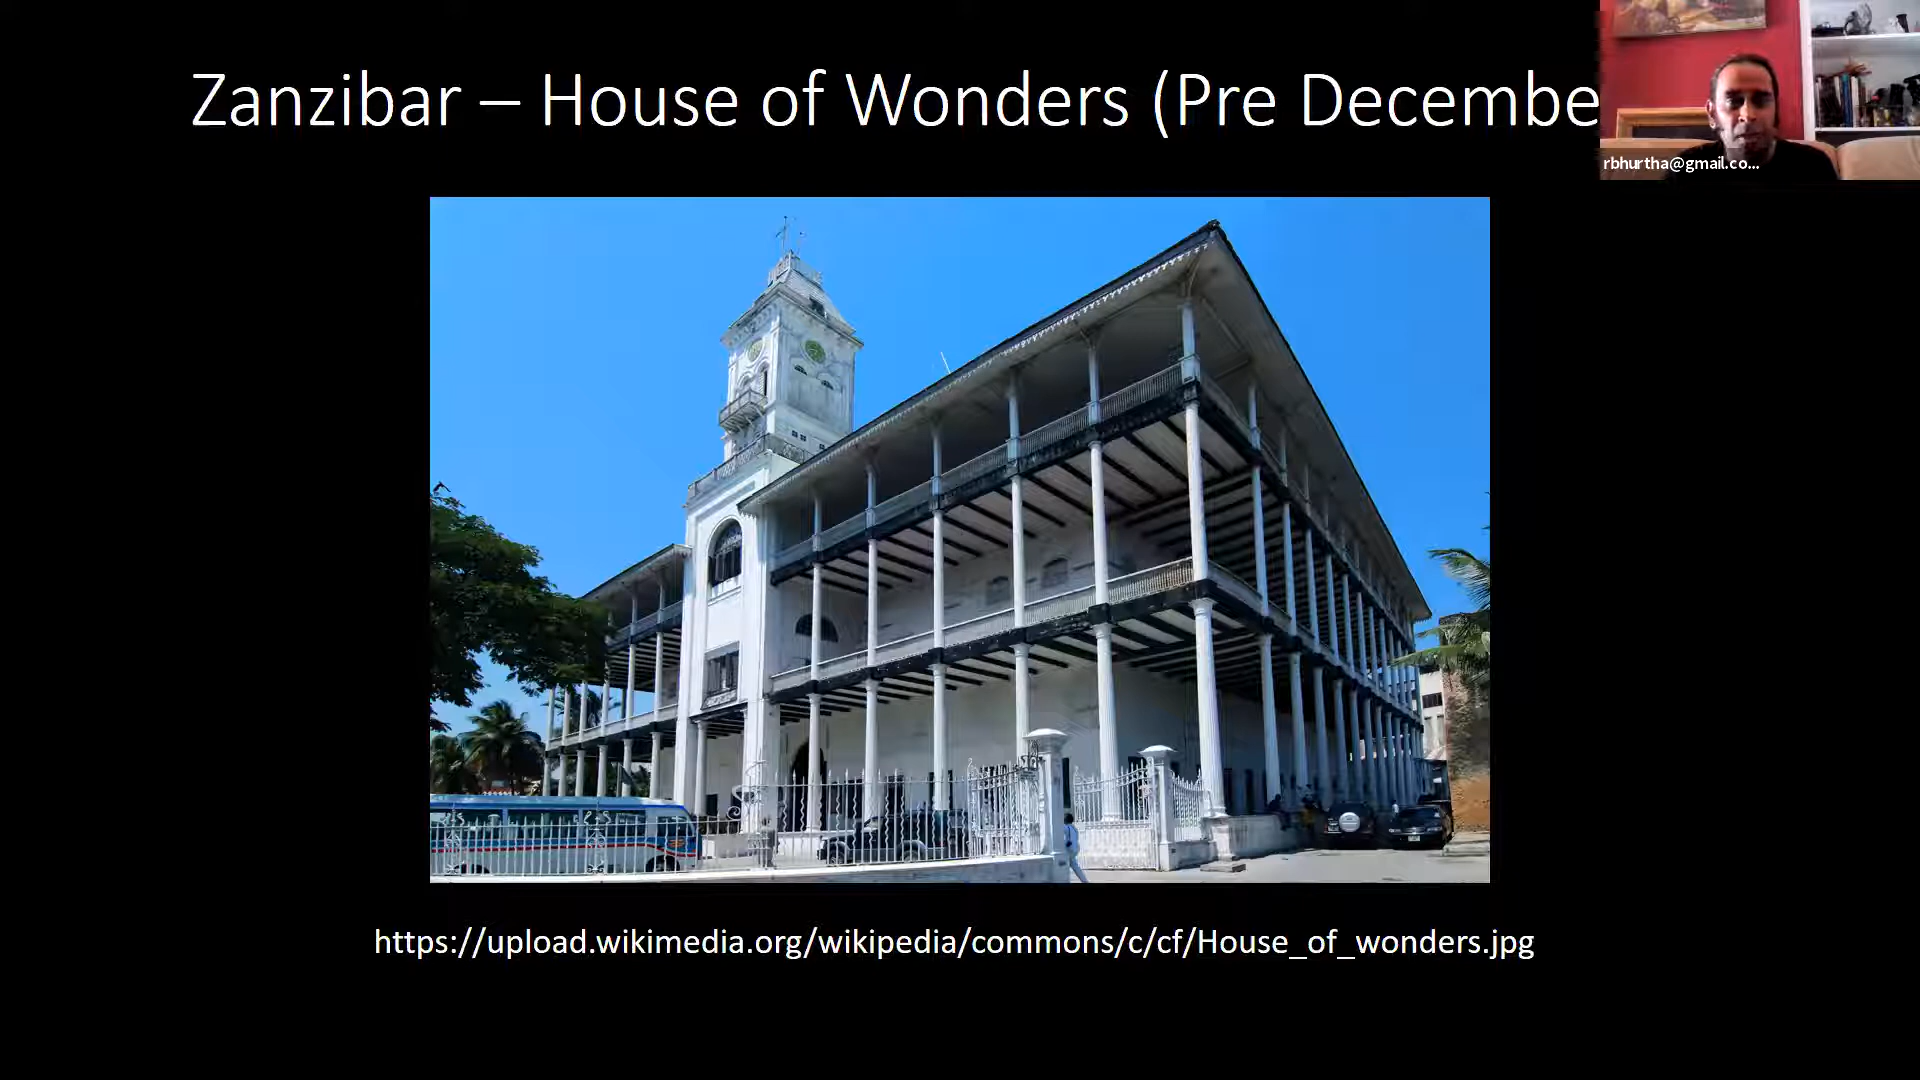 Zanzibar – House of Wonders (Pre Decembe
rbhurtha@gmail.co...
https://upload.wikimedia.org/wikipedia/commons/c/cf/House_of_wonders.jpg